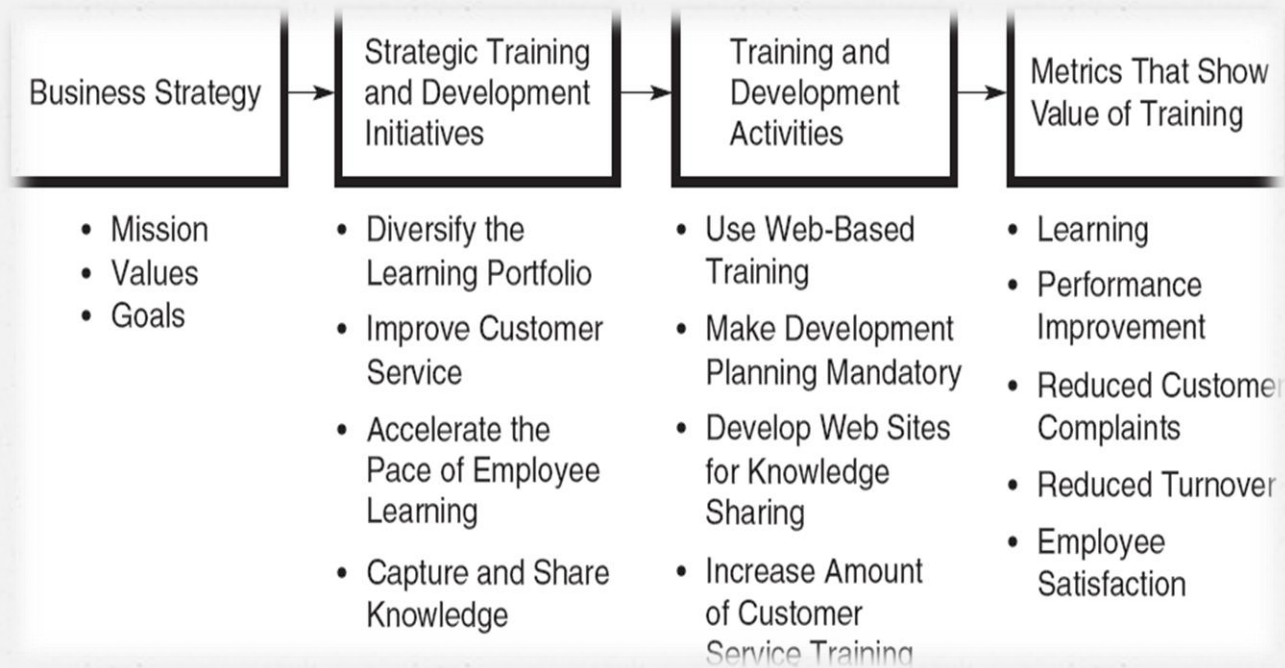 Business Strategy
Strategic Training
and Development
Initiatives
Training and
Development
Activities
Metrics That Show
Value of Training
• Mission
• Values
• Goals
• Diversify the
Learning Portfolio
• Improve Customer
Service
• Accelerate the
Pace of Employee
Learning
• Capture and Share
Knowledge
• Use Web-Based
Training
• Make Development
Planning Mandatory
• Develop Web Sites
for Knowledge
Sharing
• Increase Amount
of Customer
Service Training
• Learning
• Performance
Improvement
• Reduced Customer
Complaints
• Reduced Turnover
• Employee
Satisfaction